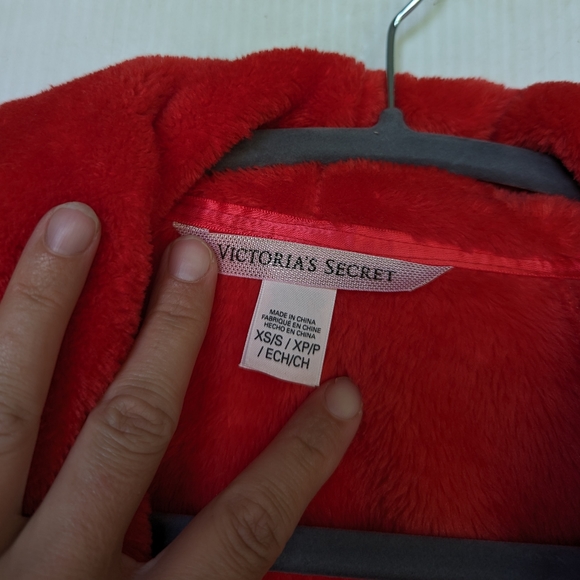 VICTORIA'S SECRET
MADE IN CHINA
FABRIQUÉ EN CHINE
HECHO EN CHINA
XS/S / XP/P
/ ECH/CH